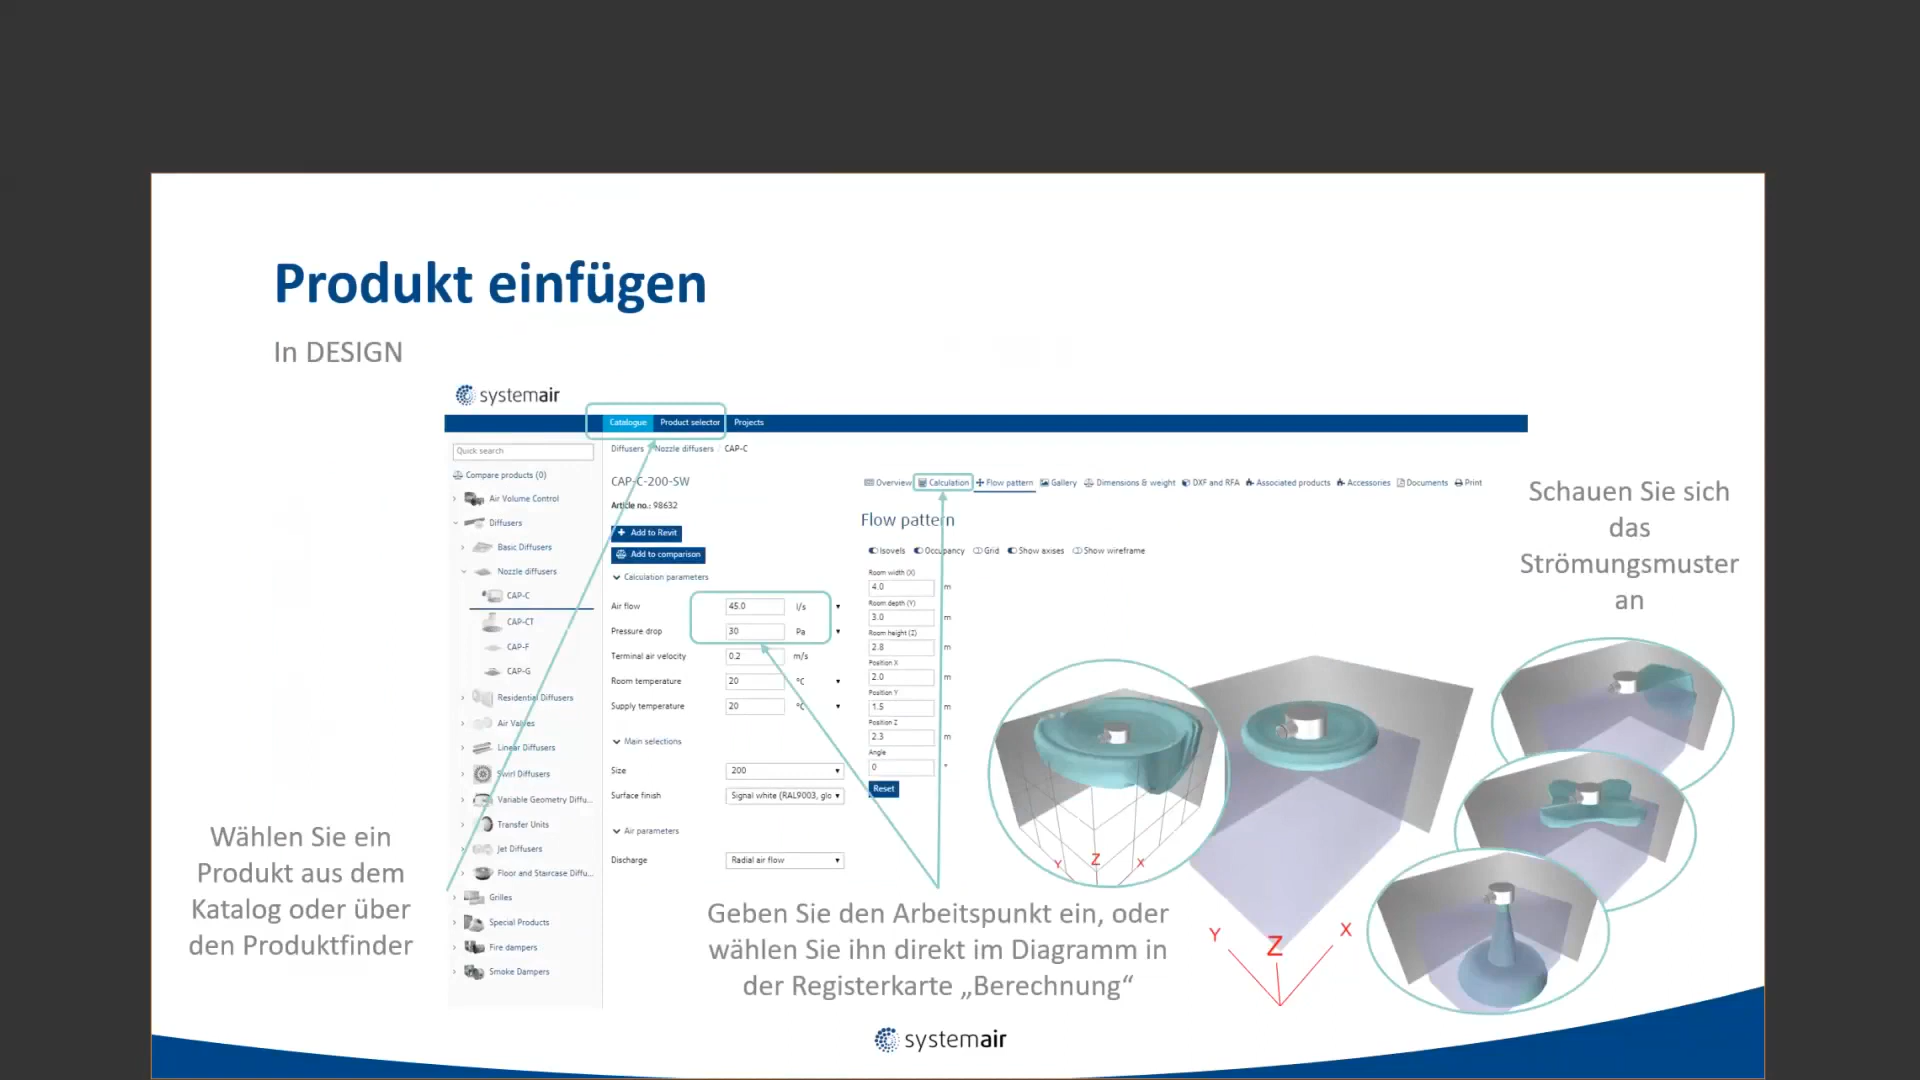 Produkt einfügen
In DESIGN
systemair
Catalogue Product selector Projects
Quick search
Compare products (0)
Air Volume Control
Diffusers
Basic Diffusers
Nozzle diffusers
CAP-C
CAP-CT
CAP-F
CAP-G
Residential Diffusers
Air Valves
Linear Diffusers
Swirl Diffusers
Variable Geometry Diffu...
Transfer Units
Jet Diffusers
Floor and Staircase Diffu...
Grilles
Special Products
Fire dampers
Smoke Dampers
Diffusers Nozzle diffusers CAP-C
CAP-C-200-SW
Article no.: 98632
Add to Revit
Add to comparison
Calculation parameters
Air flow 45.0 l/s
Pressure drop 30 Pa
Terminal air velocity 0.2 m/s
Room temperature 20 °C
Supply temperature 20 °C
Main selections
Size 200
Surface finish Signal white (RAL9003, glo
Air parameters
Discharge Radial air flow
Overview Calculation Flow pattern Gallery Dimensions & weight DXF and RFA Associated products Accessories Documents Print
Flow pattern
Isovels Occupancy Grid Show axises Show wireframe
Room width (X)
4.0 m
Room depth (Y)
3.0 m
Room height (Z)
2.8 m
Position X
2.0 m
Position Y
1.5 m
Position Z
2.3 m
Angle
0 °
Reset
Y Z X
Y Z X
Schauen Sie sich
das
Strömungsmuster
an
Wählen Sie ein
Produkt aus dem
Katalog oder über
den Produktfinder
Geben Sie den Arbeitspunkt ein, oder
wählen Sie ihn direkt im Diagramm in
der Registerkarte „Berechnung“
systemair